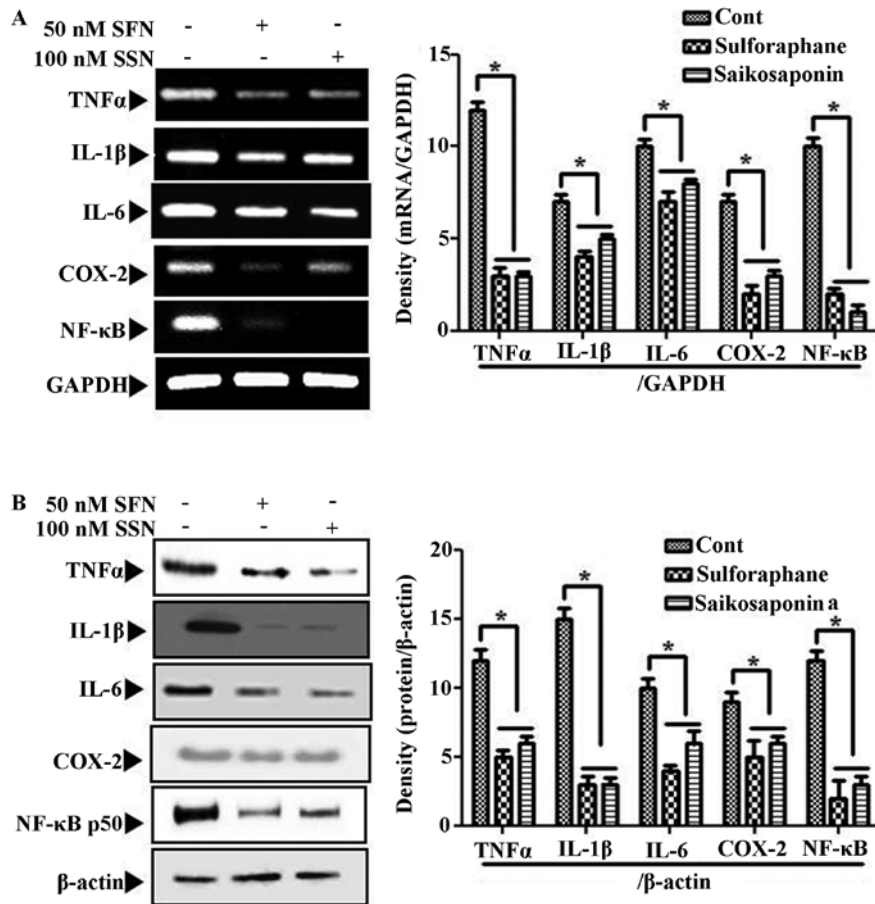 A
50 nM SFN - + -
100 nM SSN - - +
TNFα
IL-1β
IL-6
COX-2
NF-κB
GAPDH
Cont
Sulforaphane
Saikosaponin
Density (mRNA/GAPDH)
15
10
5
0
* * * * *
TNFα IL-1β IL-6 COX-2 NF-κB
/GAPDH
B
50 nM SFN - + -
100 nM SSN - - +
TNFα
IL-1β
IL-6
COX-2
NF-κB p50
β-actin
Cont
Sulforaphane
Saikosaponin a
Density (protein/β-actin)
20
15
10
5
0
* * * * *
TNFα IL-1β IL-6 COX-2 NF-κB
/β-actin